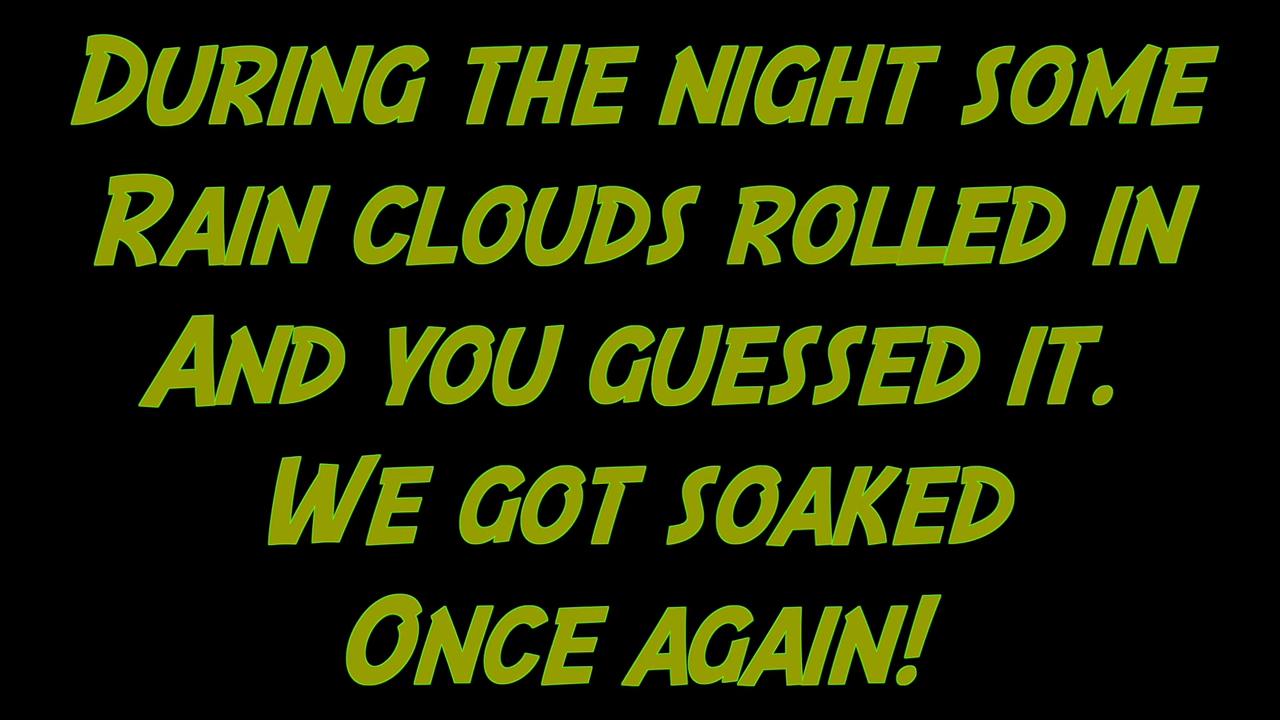 During the night some
Rain clouds rolled in
And you guessed it.
We got soaked
Once again!